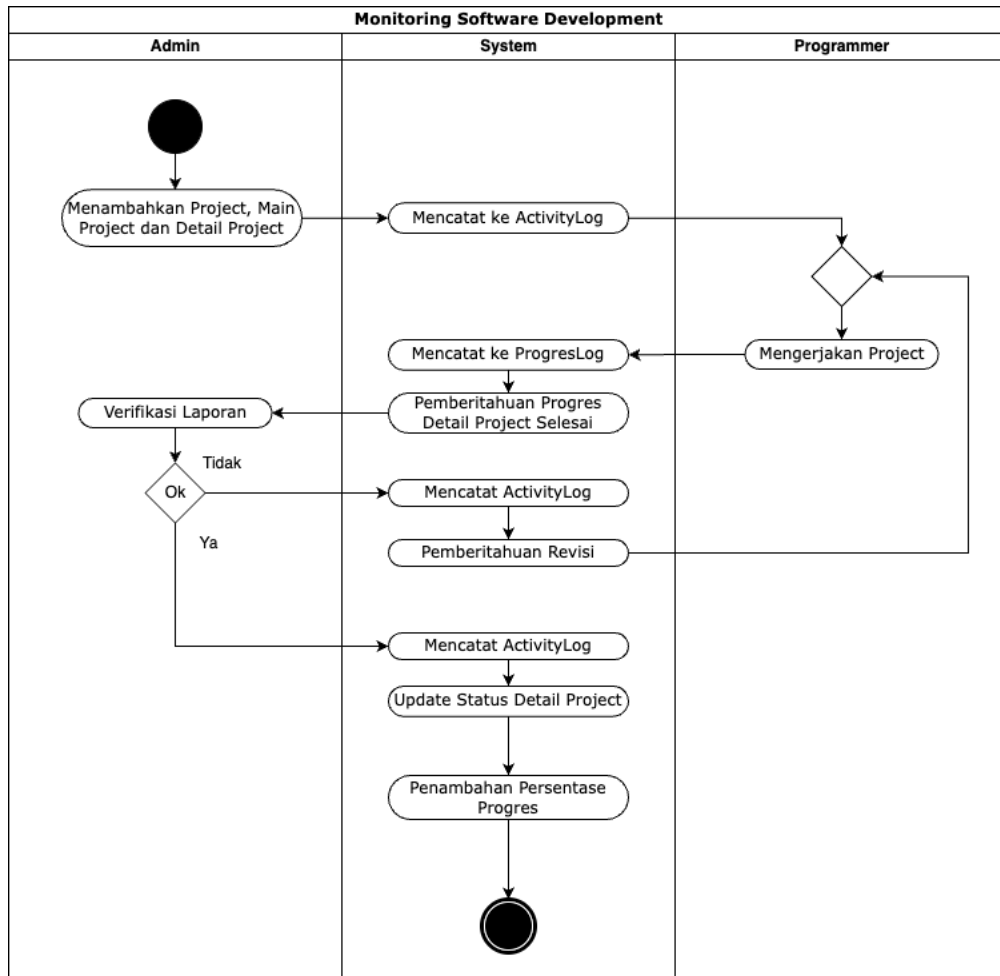 Monitoring Software Development
Admin
System
Programmer
Menambahkan Project, Main
Project dan Detail Project
Mencatat ke ActivityLog
Mengerjakan Project
Mencatat ke ProgresLog
Pemberitahuan Progres
Detail Project Selesai
Verifikasi Laporan
Tidak
Ok
Mencatat ActivityLog
Ya
Pemberitahuan Revisi
Mencatat ActivityLog
Update Status Detail Project
Penambahan Persentase
Progres